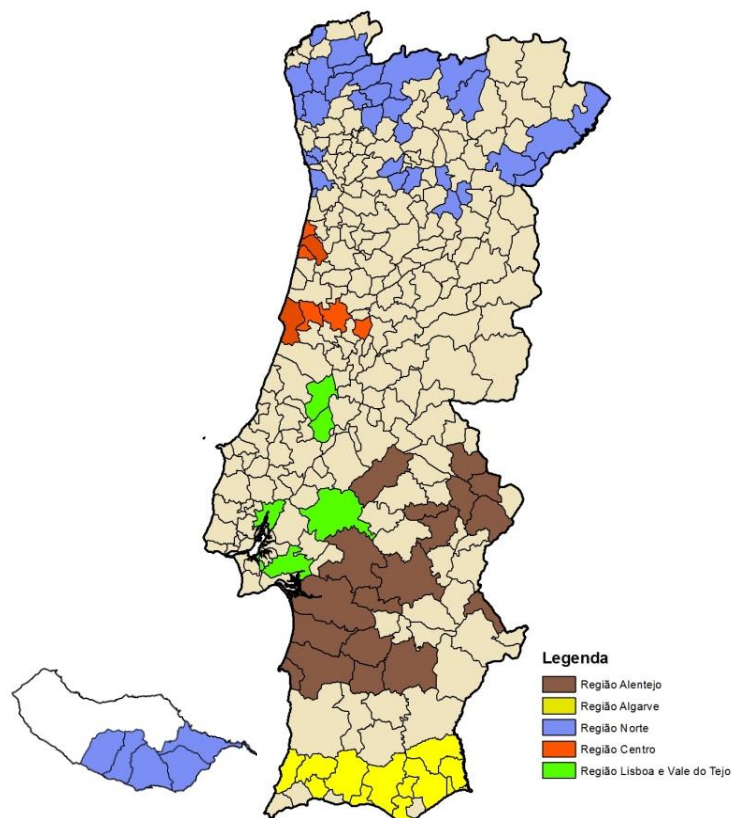 Legenda
Região Alentejo
Região Algarve
Região Norte
Região Centro
Região Lisboa e Vale do Tejo